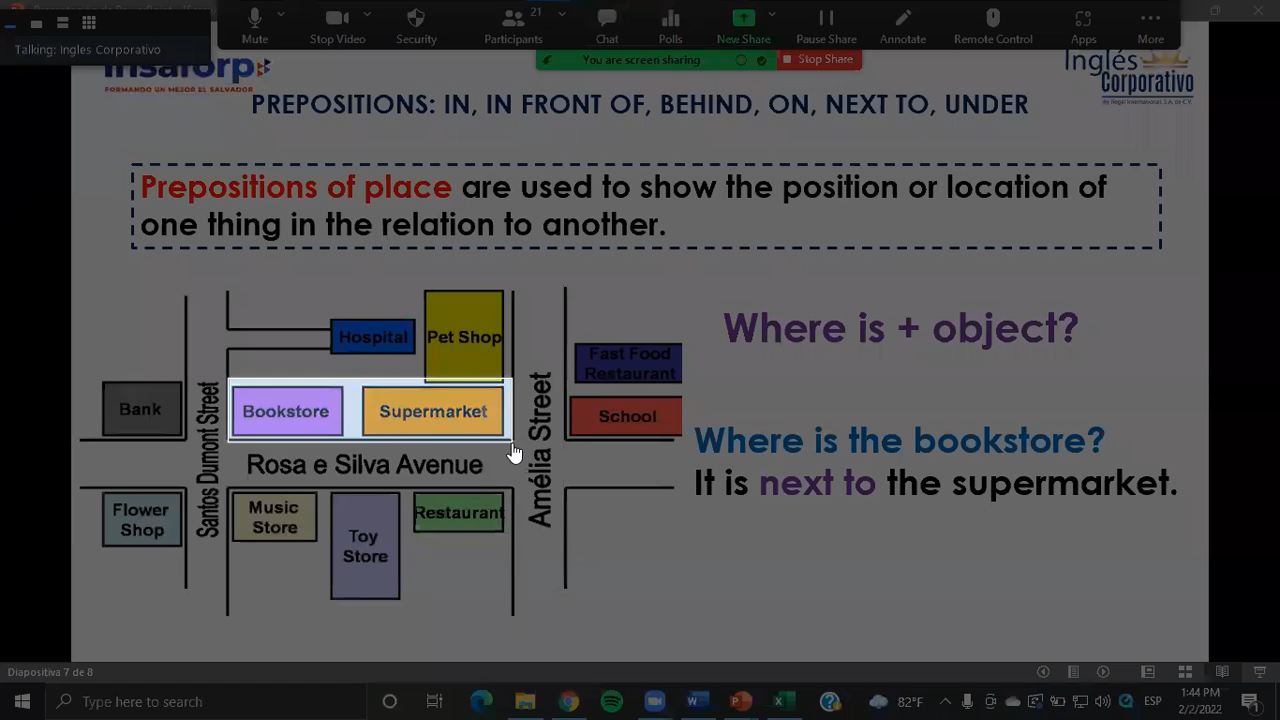 21
Mute
Stop Video
Security
Participants
Chat
Polls
New Share
Pause Share
Annotate
Remote Control
Apps
More
Talking: Ingles Corporativo
You are screen sharing
Stop Share
Insaforp
FORMANDO UN MEJOR EL SALVADOR
Inglés
Corporativo
PREPOSITIONS: IN, IN FRONT OF, BEHIND, ON, NEXT TO, UNDER
Prepositions of place are used to show the position or location of
one thing in the relation to another.
Hospital
Pet Shop
Fast Food
Restaurant
Bank
Bookstore
Supermarket
School
Santos Dumont Street
Rosa e Silva Avenue
Amélia Street
Flower
Shop
Music
Store
Toy
Store
Restaurant
Where is + object?
Where is the bookstore?
It is next to the supermarket.
Diapositiva 7 de 8
Type here to search
82°F
ESP
1:44 PM
2/2/2022
1